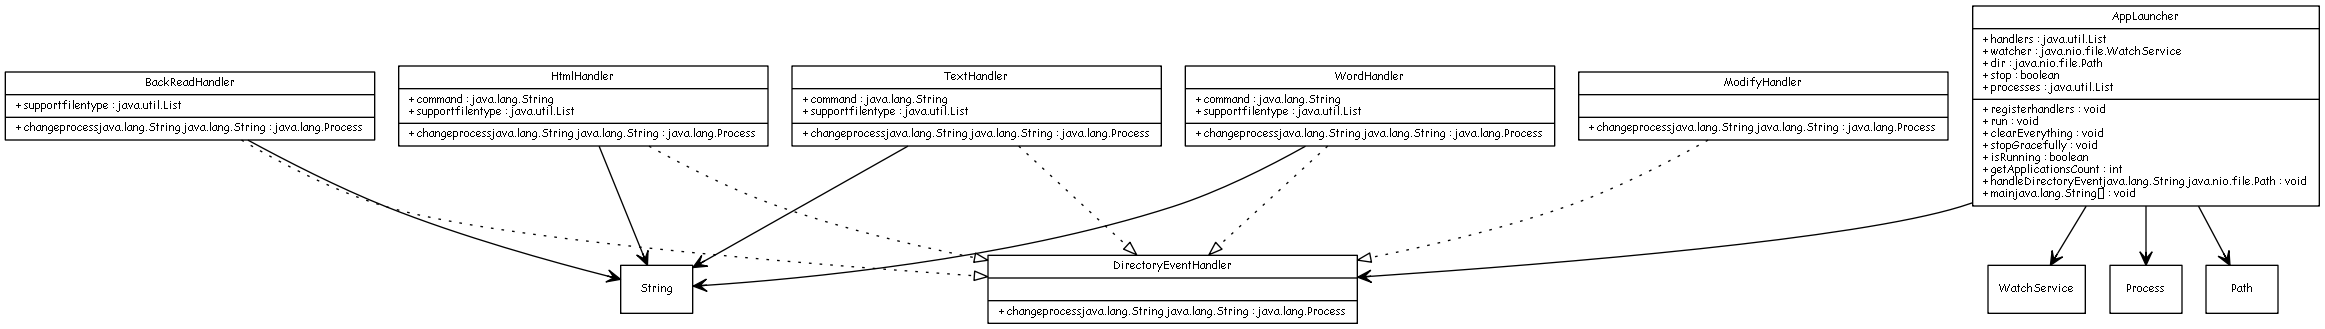 BackReadHandler
+ supportfilentype : java.util.List
+ changeprocessjava.lang.String java.lang.String : java.lang.Process
HtmlHandler
+ command : java.lang.String
+ supportfilentype : java.util.List
+ changeprocessjava.lang.String java.lang.String : java.lang.Process
TextHandler
+ command : java.lang.String
+ supportfilentype : java.util.List
+ changeprocessjava.lang.String java.lang.String : java.lang.Process
WordHandler
+ command : java.lang.String
+ supportfilentype : java.util.List
+ changeprocessjava.lang.String java.lang.String : java.lang.Process
ModifyHandler
+ changeprocessjava.lang.String java.lang.String : java.lang.Process
AppLauncher
+ handlers : java.util.List
+ watcher : java.nio.file.WatchService
+ dir : java.nio.file.Path
+ stop : boolean
+ processes : java.util.List
+ registerhandlers : void
+ run : void
+ clearEverything : void
+ stopGracefully : void
+ isRunning : boolean
+ getApplicationsCount : int
+ handleDirectoryEventjava.lang.String java.nio.file.Path : void
+ mainjava.lang.String[] : void
String
DirectoryEventHandler
+ changeprocessjava.lang.String java.lang.String : java.lang.Process
WatchService
Process
Path